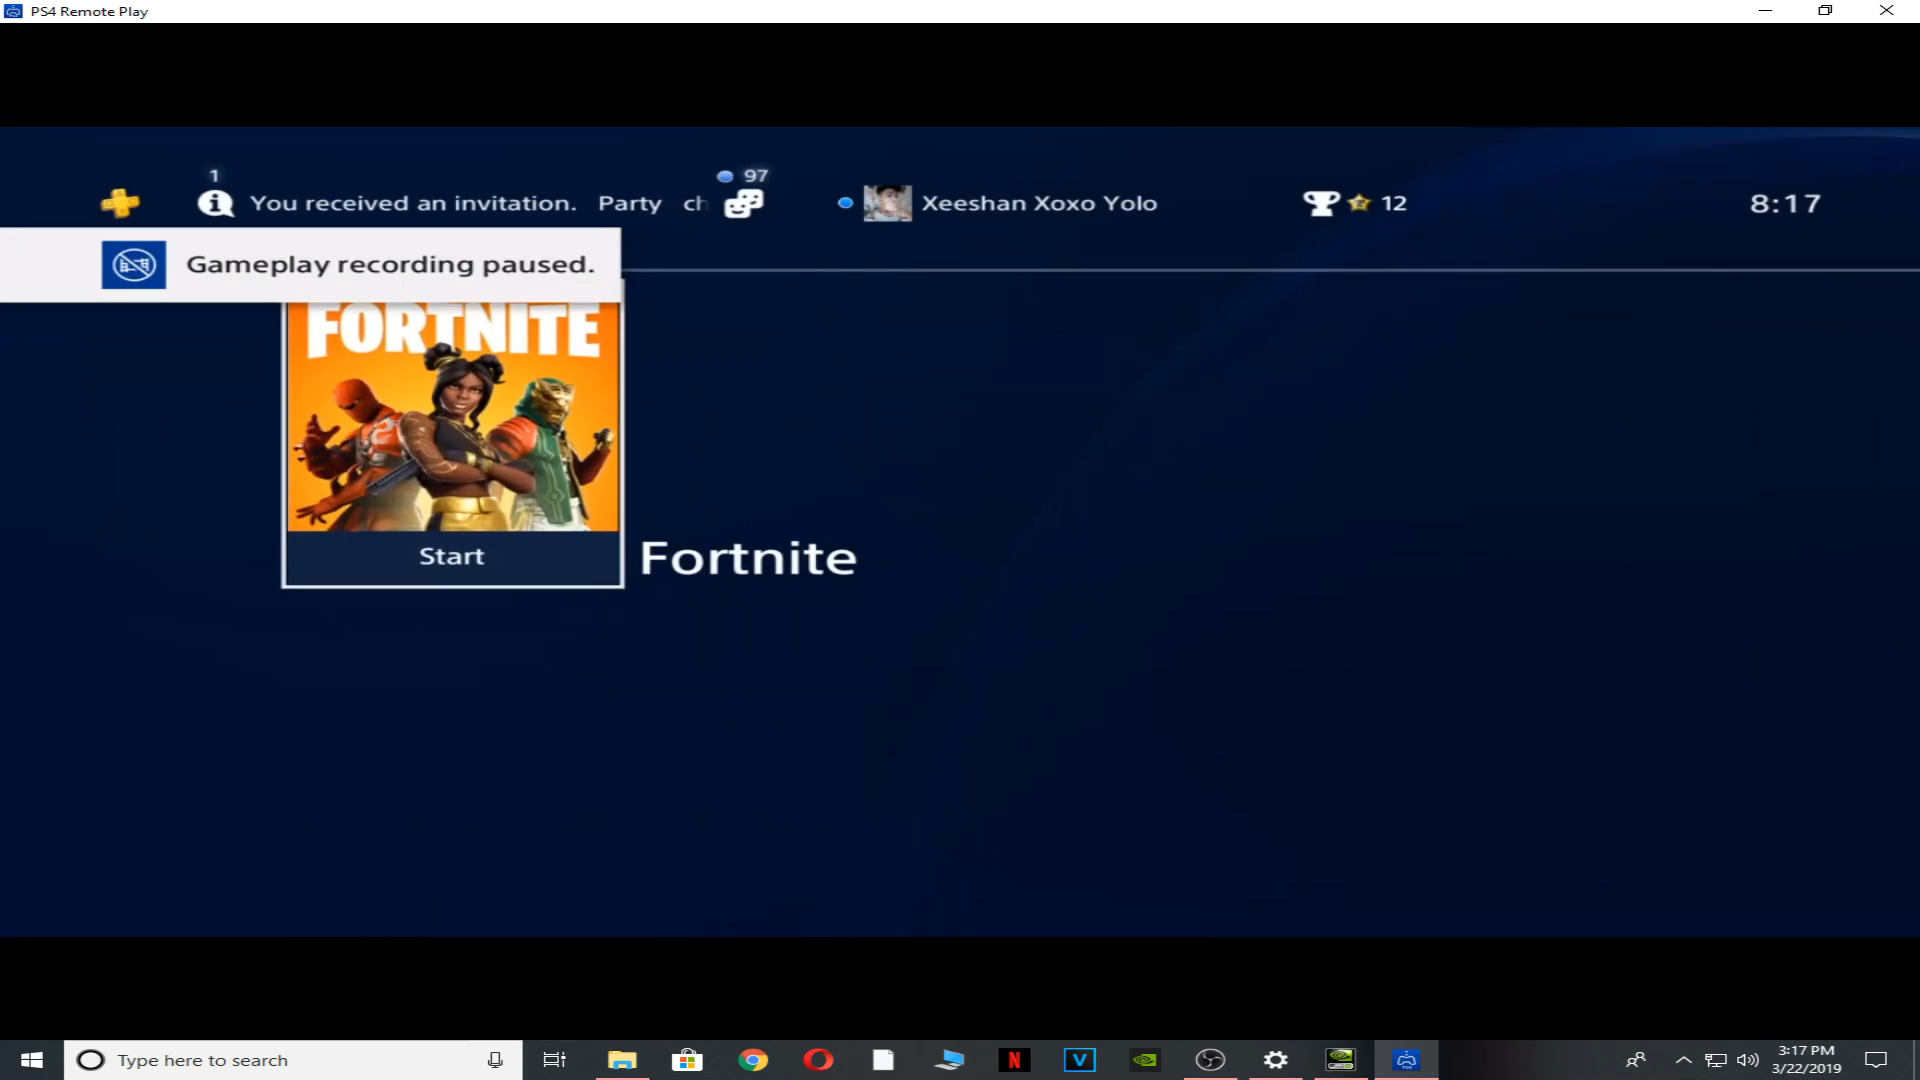 PS4 Remote Play
1
97
You received an invitation. Party ch
Xeeshan Xoxo Yolo
12
8:17
Gameplay recording paused.
FORTNITE
Start
Fortnite
Type here to search
N
V
3:17 PM
3/22/2019